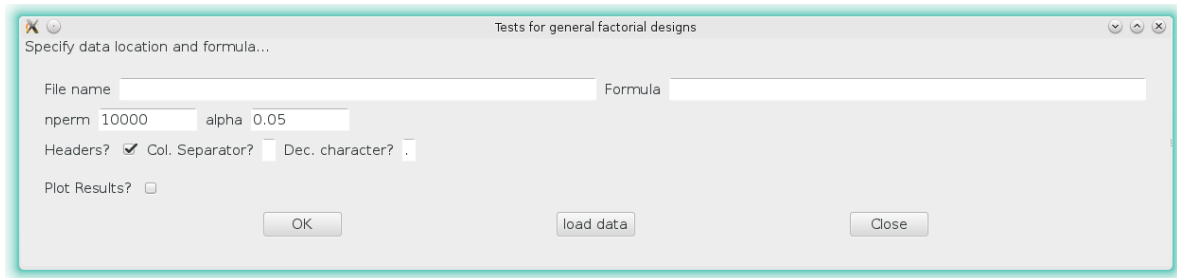 Tests for general factorial designs
Specify data location and formula...
File name Formula
nperm 10000 alpha 0.05
Headers? Col. Separator? Dec. character? .
Plot Results?
OK load data Close